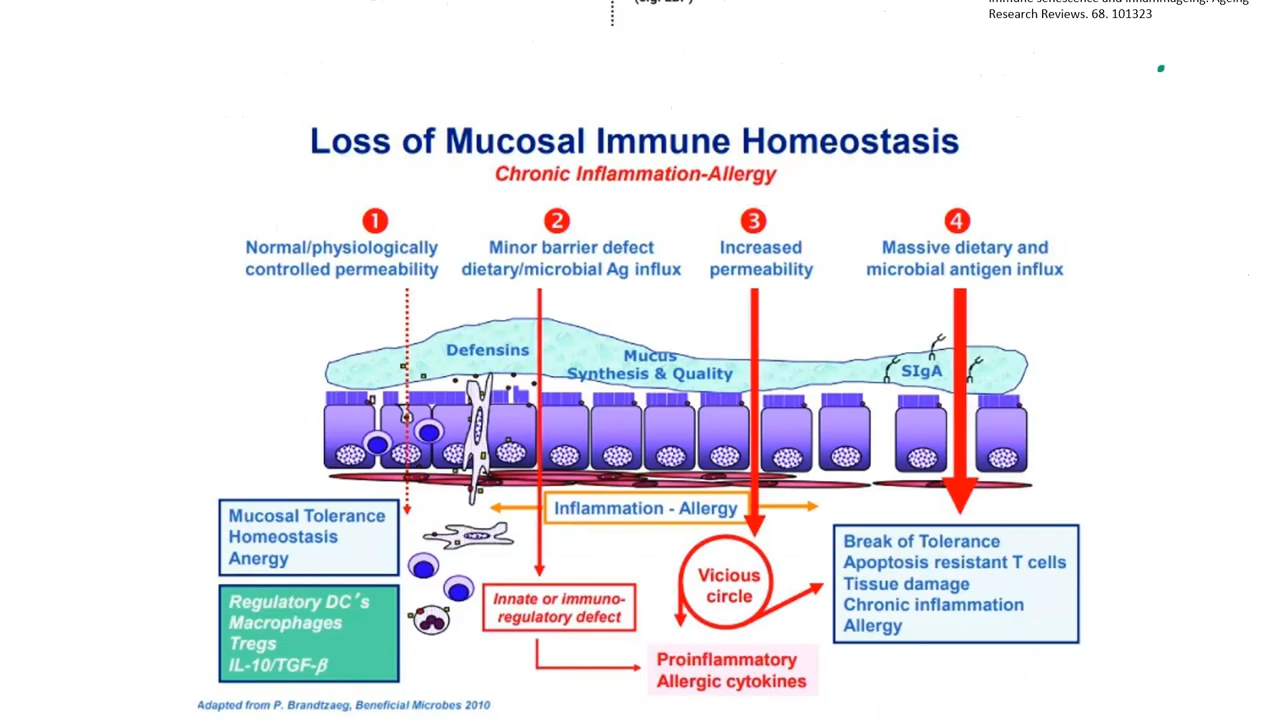 Research Reviews. 68. 101323
Loss of Mucosal Immune Homeostasis
Chronic Inflammation-Allergy
1
Normal/physiologically
controlled permeability
2
Minor barrier defect
dietary/microbial Ag influx
3
Increased
permeability
4
Massive dietary and
microbial antigen influx
Defensins
Mucus
Synthesis & Quality
SIgA
Inflammation - Allergy
Mucosal Tolerance
Homeostasis
Anergy
Regulatory DC´s
Macrophages
Tregs
IL-10/TGF-β
Innate or immuno-
regulatory defect
Vicious
circle
Proinflammatory
Allergic cytokines
Break of Tolerance
Apoptosis resistant T cells
Tissue damage
Chronic inflammation
Allergy
Adapted from P. Brandtzaeg, Beneficial Microbes 2010